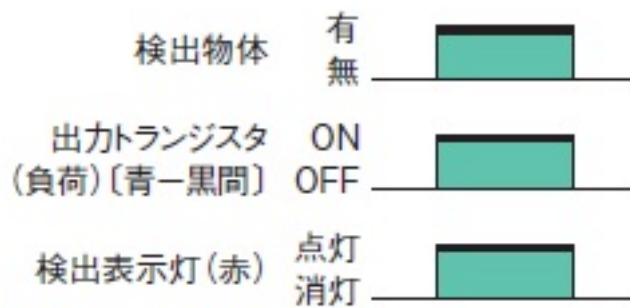 検出物体 有
無
出力トランジスタ ON
(負荷)〔青ー黒間〕 OFF
検出表示灯(赤) 点灯
消灯